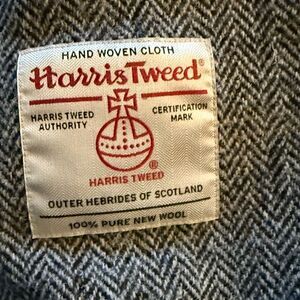 HAND WOVEN CLOTH
Harris Tweed®
HARRIS TWEED
AUTHORITY
CERTIFICATION
MARK
®
HARRIS TWEED
OUTER HEBRIDES OF SCOTLAND
100% PURE NEW WOOL